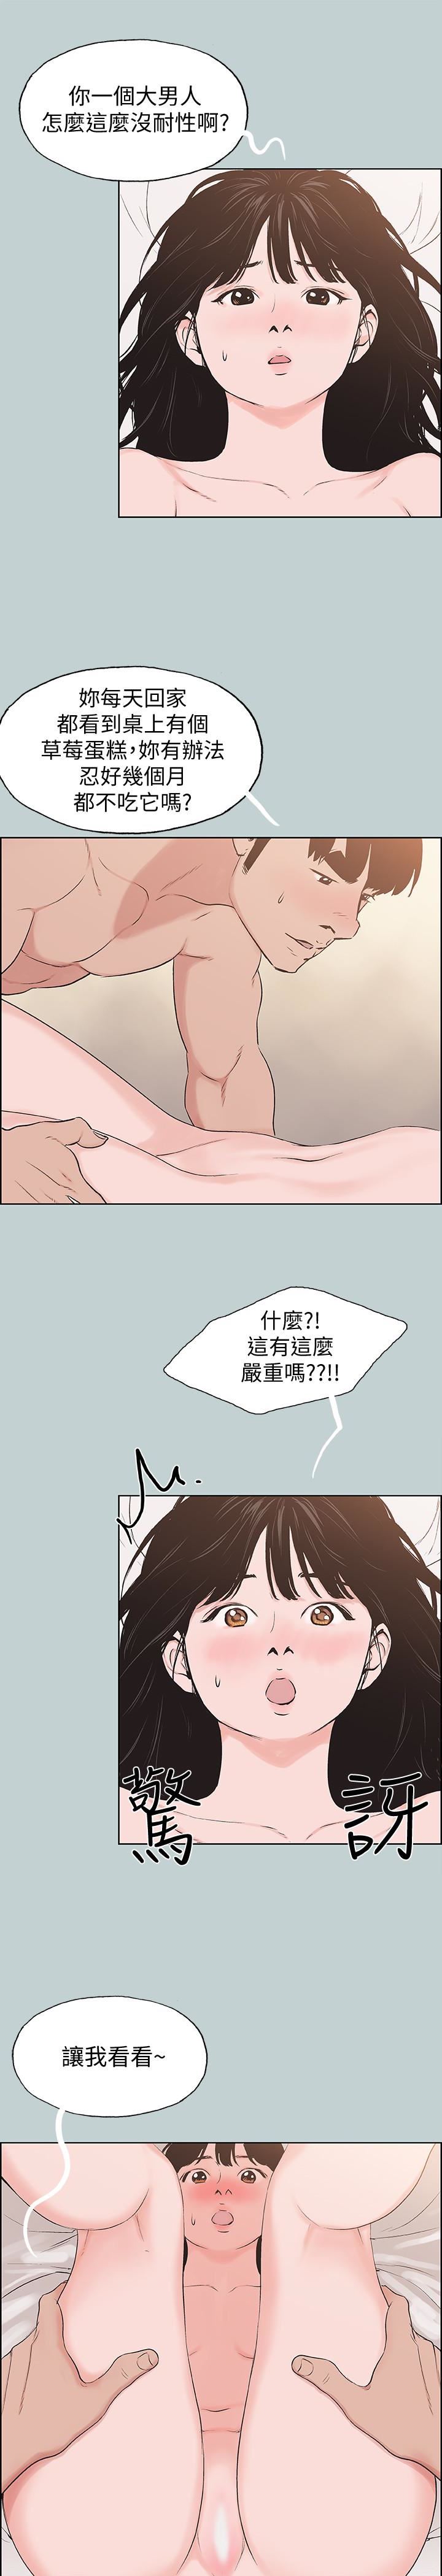 你一個大男人
怎麼這麼沒耐性啊?
妳每天回家
都看到桌上有個
草莓蛋糕,妳有辦法
忍好幾個月
都不吃它嗎?
什麼?!
這有這麼
嚴重嗎??!!
驚訝
讓我看看~